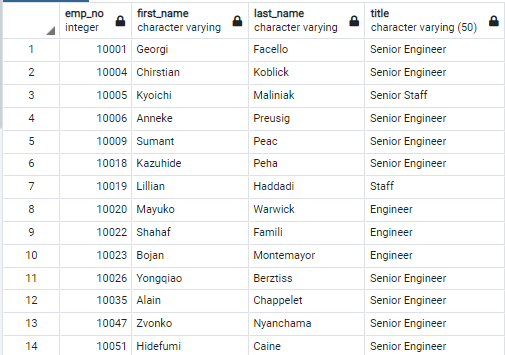 emp_no first_name last_name title
integer character varying character varying character varying (50)
1 10001 Georgi Facello Senior Engineer
2 10004 Chirstian Koblick Senior Engineer
3 10005 Kyoichi Maliniak Senior Staff
4 10006 Anneke Preusig Senior Engineer
5 10009 Sumant Peac Senior Engineer
6 10018 Kazuhide Peha Senior Engineer
7 10019 Lillian Haddadi Staff
8 10020 Mayuko Warwick Engineer
9 10022 Shahaf Famili Engineer
10 10023 Bojan Montemayor Engineer
11 10026 Yongqiao Berztiss Senior Engineer
12 10035 Alain Chappelet Senior Engineer
13 10047 Zvonko Nyanchama Senior Engineer
14 10051 Hidefumi Caine Senior Engineer